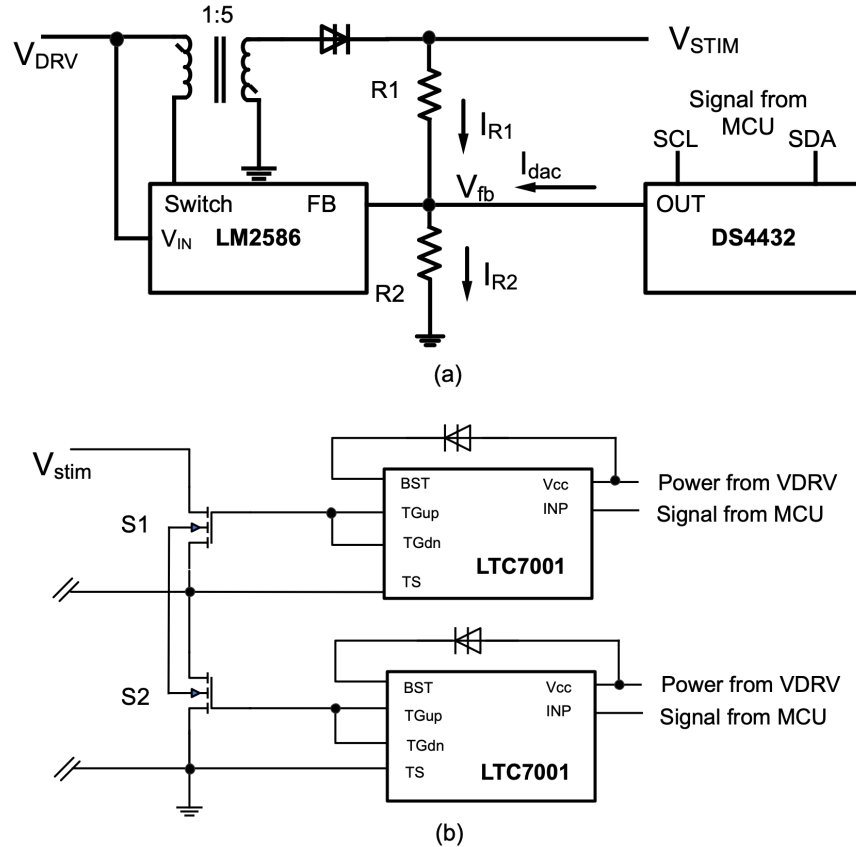 1:5
V_DRV
V_STIM
R1
I_R1
Signal from
MCU
SCL SDA
I_dac
V_fb
Switch FB
OUT
V_IN LM2586
DS4432
R2
I_R2
(a)
V_stim
BST
Vcc
Power from VDRV
S1
TGup
INP
Signal from MCU
TGdn
LTC7001
TS
BST
Vcc
Power from VDRV
S2
TGup
INP
Signal from MCU
TGdn
LTC7001
TS
(b)